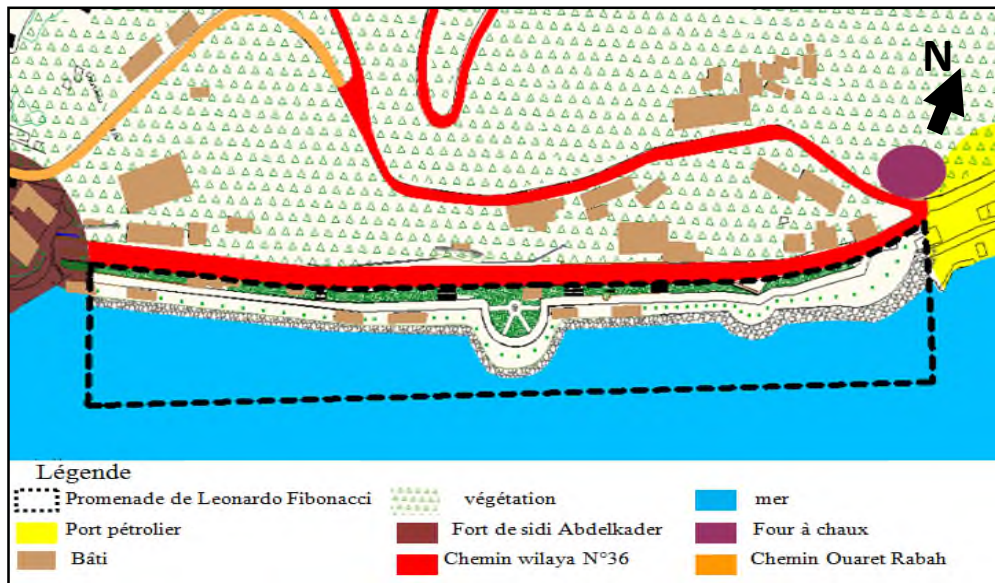 N
Légende
Promenade de Leonardo Fibonacci
végétation
mer
Port pétrolier
Fort de sidi Abdelkader
Four à chaux
Bâti
Chemin wilaya N°36
Chemin Ouaret Rabah